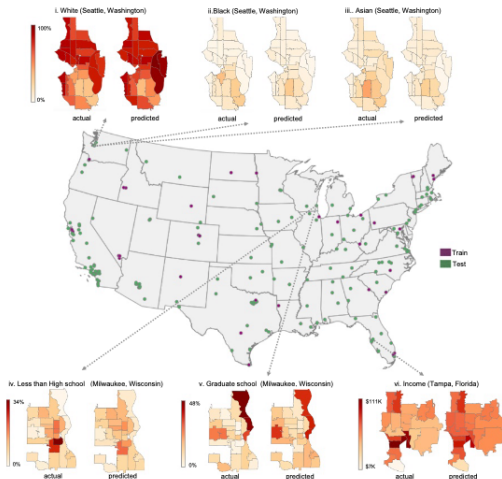 i. White (Seattle, Washington)
ii.Black (Seattle, Washington)
iii.. Asian (Seattle, Washington)
100%
0%
actual
predicted
actual
predicted
actual
predicted
Train
Test
iv. Less than High school (Milwaukee, Wisconsin)
v. Graduate school (Milwaukee, Wisconsin)
vi. Income (Tampa, Florida)
34%
0%
actual
predicted
48%
0%
actual
predicted
$111K
$7K
actual
predicted